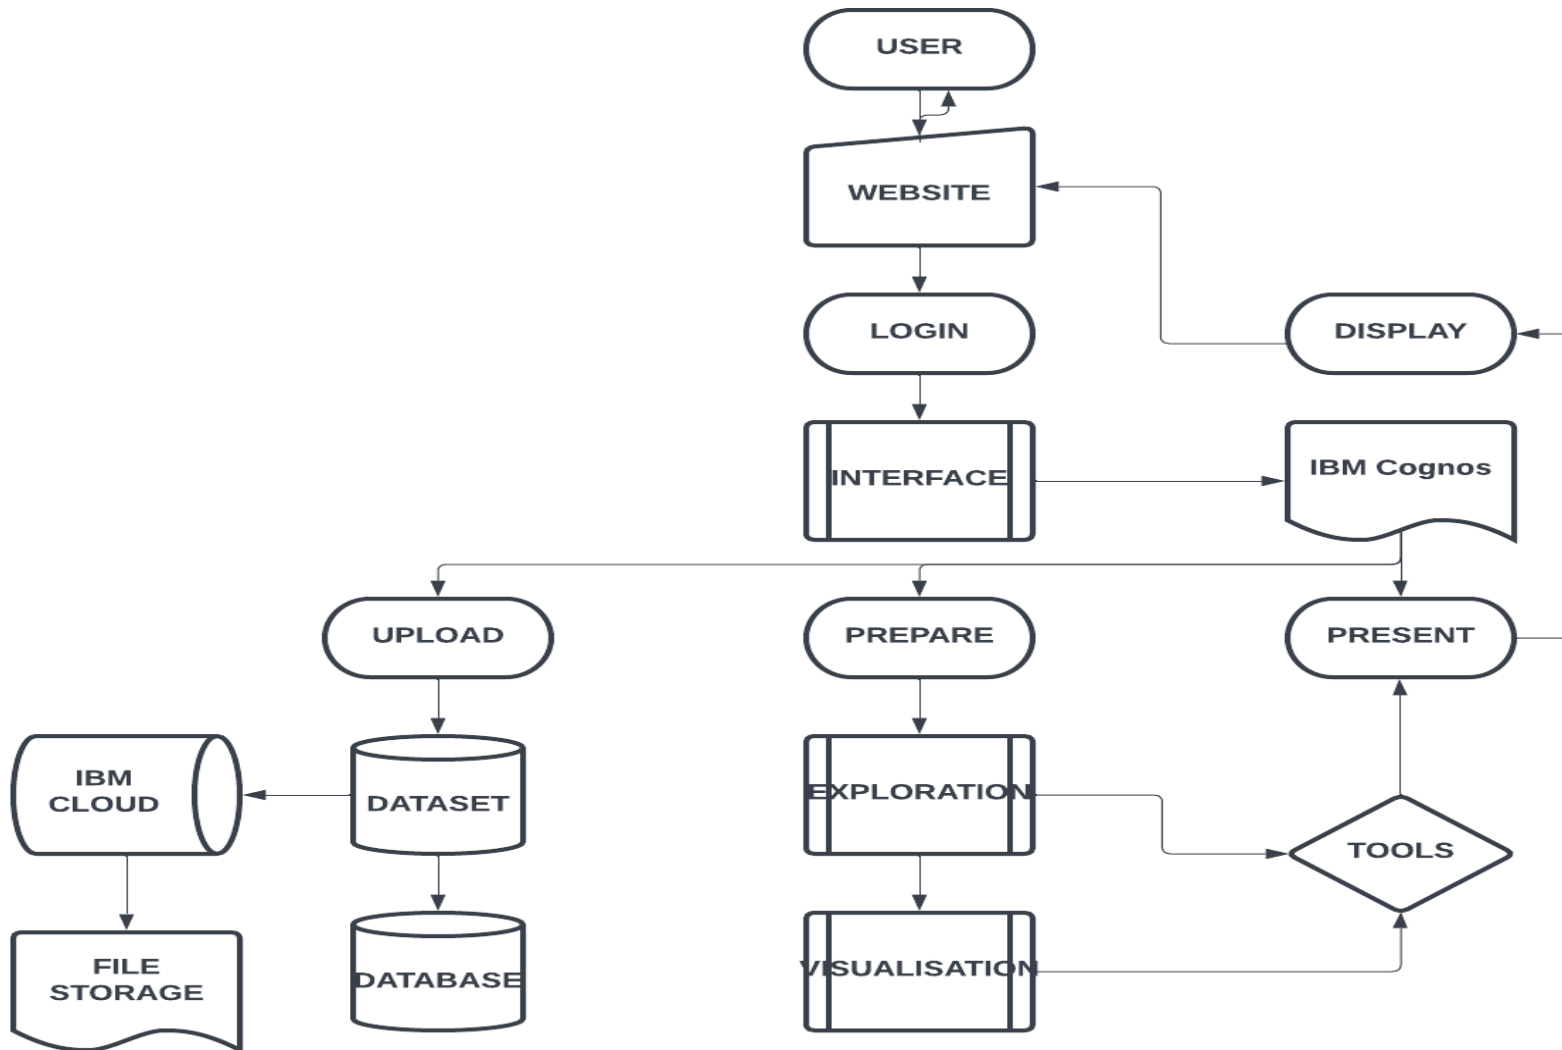 USER
WEBSITE
LOGIN
DISPLAY
INTERFACE
IBM Cognos
UPLOAD
PREPARE
PRESENT
IBM
CLOUD
DATASET
EXPLORATION
TOOLS
FILE
STORAGE
DATABASE
VISUALISATION